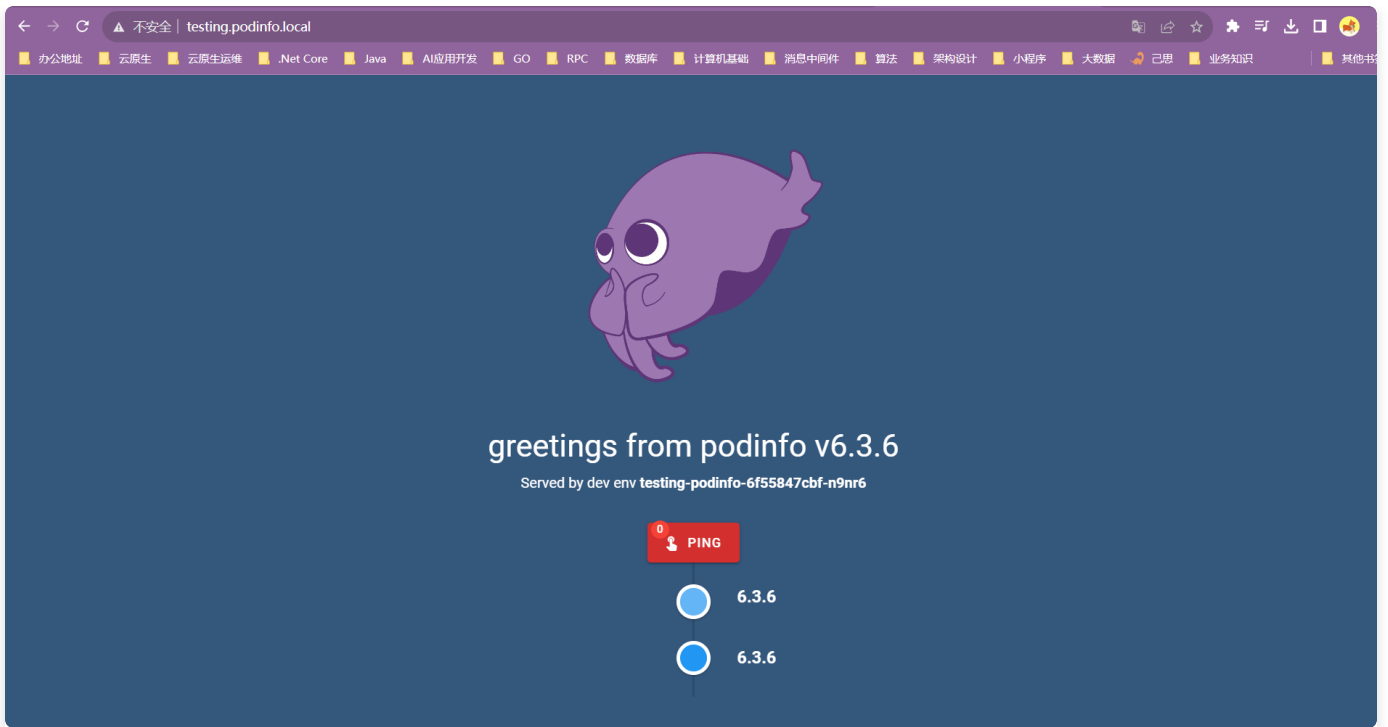 不安全 testing.podinfo.local
办公地址 云原生 云原生运维 .Net Core Java AI应用开发 GO RPC 数据库 计算机基础 消息中间件 算法 架构设计 小程序 大数据 己思 业务知识 其他书
greetings from podinfo v6.3.6
Served by dev env testing-podinfo-6f55847cbf-n9nr6
0
PING
6.3.6
6.3.6